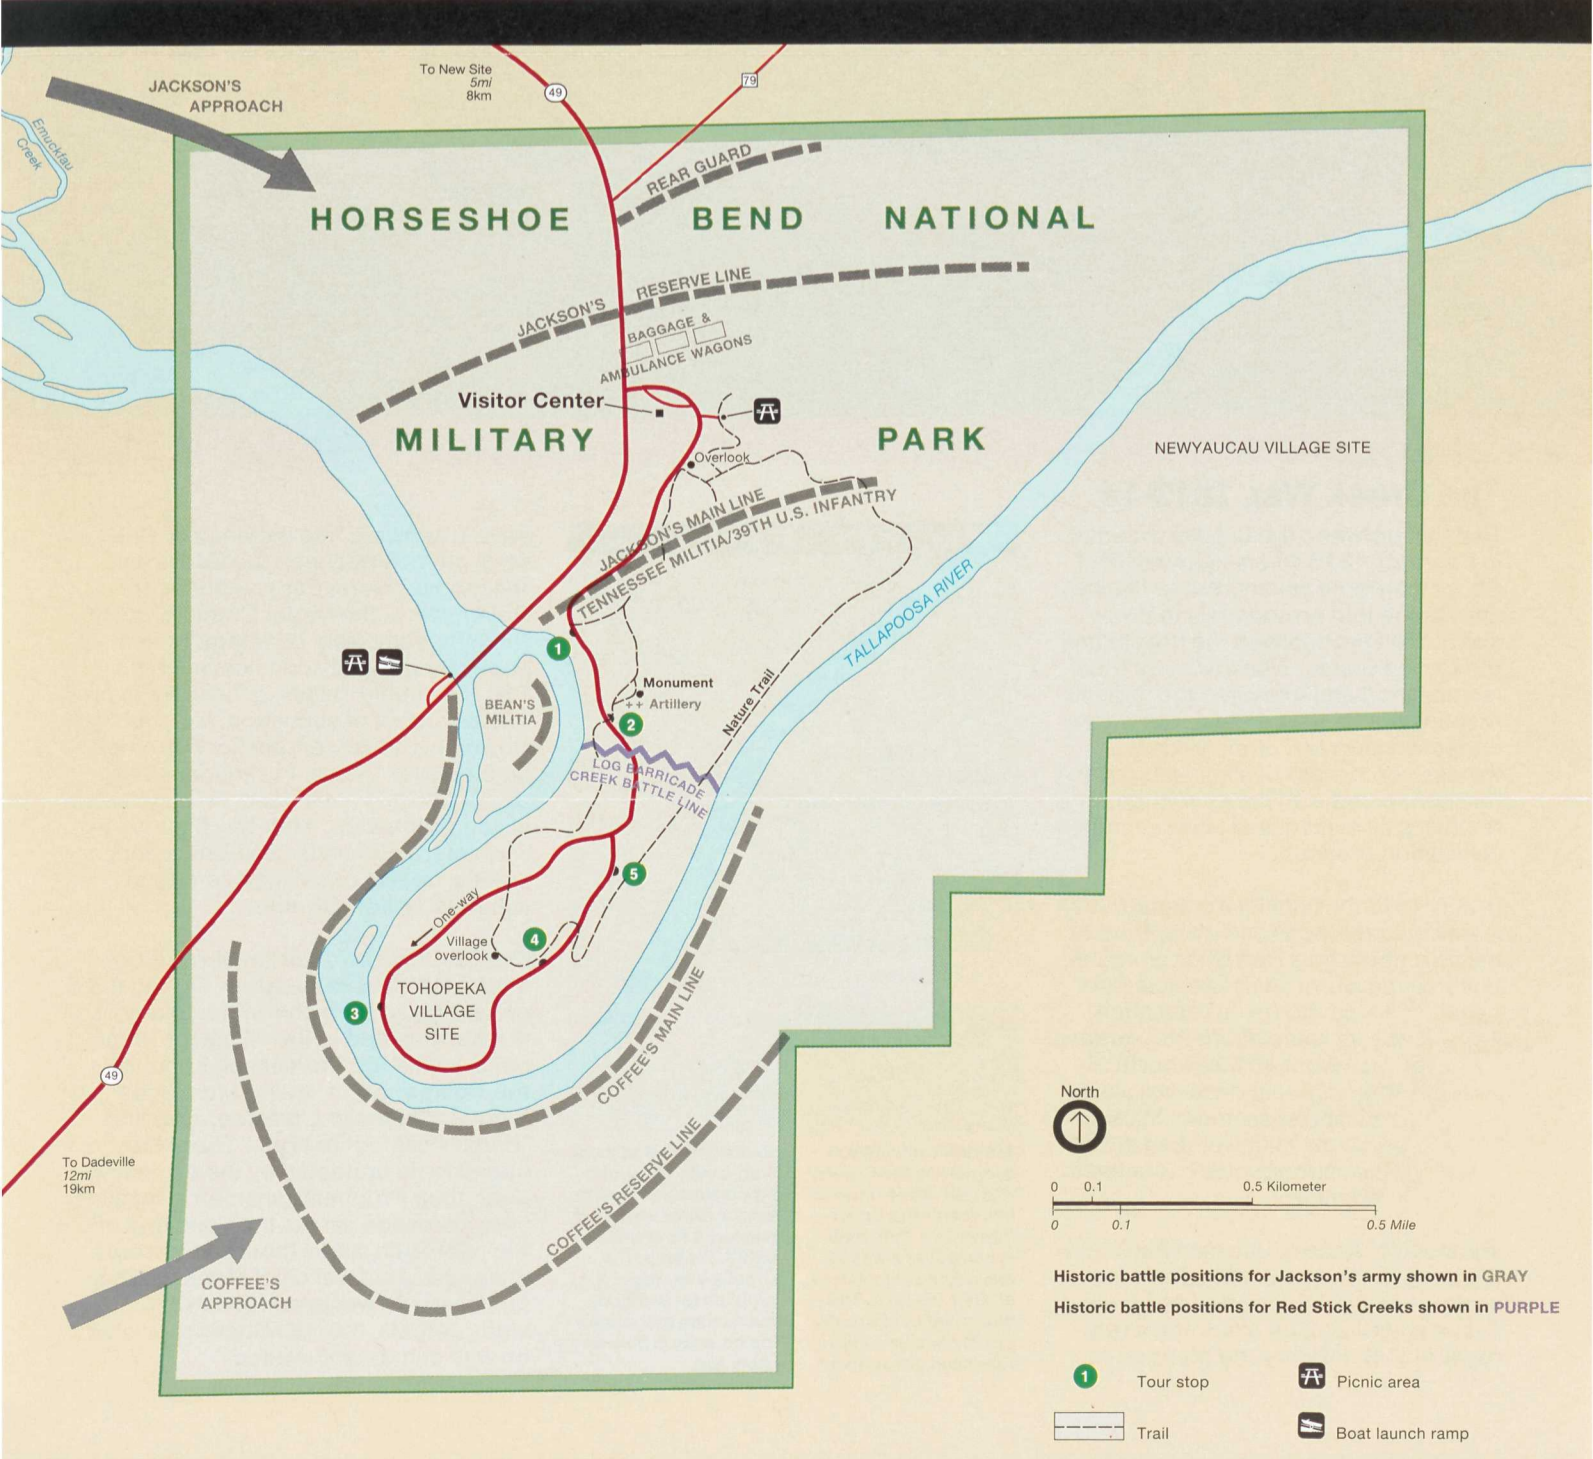 JACKSON'S
APPROACH
To New Site
5mi
8km
49
79
Emuckfau
Creek
REAR GUARD
HORSESHOE BEND NATIONAL
JACKSON'S RESERVE LINE
BAGGAGE &
AMBULANCE WAGONS
Visitor Center
MILITARY PARK
NEWYAUCAU VILLAGE SITE
Overlook
JACKSON'S MAIN LINE
TENNESSEE MILITIA/39TH U.S. INFANTRY
TALLAPOOSA RIVER
1
Monument
++ Artillery
BEAN'S
MILITIA
2
Nature Trail
LOG BARRICADE
CREEK BATTLE LINE
5
One-way
4
Village
overlook
TOHOPEKA
VILLAGE
SITE
3
COFFEE'S MAIN LINE
49
To Dadeville
12mi
19km
COFFEE'S RESERVE LINE
COFFEE'S
APPROACH
North
0 0.1 0.5 Kilometer
0 0.1 0.5 Mile
Historic battle positions for Jackson's army shown in GRAY
Historic battle positions for Red Stick Creeks shown in PURPLE
1 Tour stop
Picnic area
Trail
Boat launch ramp